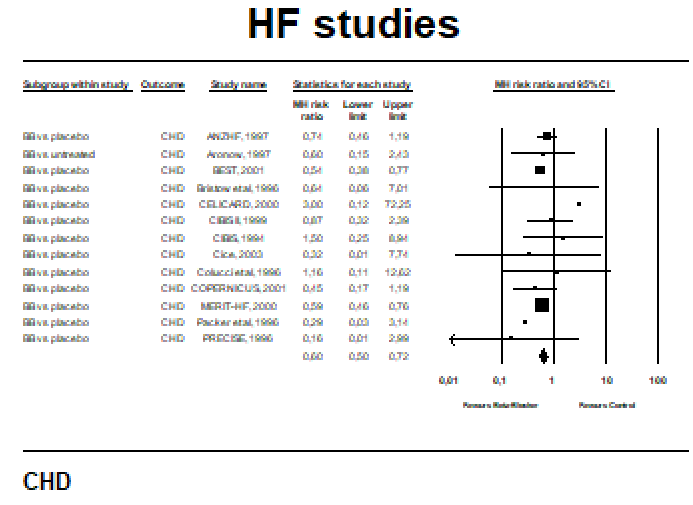 HF studies
Subgroup within study Outcome Study name Statistics for each study MH risk ratio and 95% CI
MH risk Lower Upper
ratio limit limit
BB vs placebo CHD ANZHF, 1997 0,74 0,46 1,19
BB vs untreated CHD Aronow, 1997 0,60 0,15 2,43
BB vs placebo CHD BEST, 2001 0,54 0,38 0,77
BB vs placebo CHD Bristow et al, 1996 0,64 0,06 7,01
BB vs placebo CHD CELICARD, 2000 3,00 0,12 72,25
BB vs placebo CHD CIBIS II, 1999 0,87 0,32 2,39
BB vs placebo CHD CIBIS, 1994 1,50 0,25 8,94
BB vs placebo CHD Cice, 2003 0,32 0,01 7,74
BB vs placebo CHD Colucci et al, 1996 1,16 0,11 12,62
BB vs placebo CHD COPERNICUS, 2001 0,45 0,17 1,19
BB vs placebo CHD MERIT-HF, 2000 0,59 0,46 0,76
BB vs placebo CHD Packer et al, 1996 0,29 0,03 3,14
BB vs placebo CHD PRECISE, 1996 0,16 0,01 2,99
0,60 0,50 0,72
0,01 0,1 1 10 100
Favours Beta-Blocker Favours Control
CHD